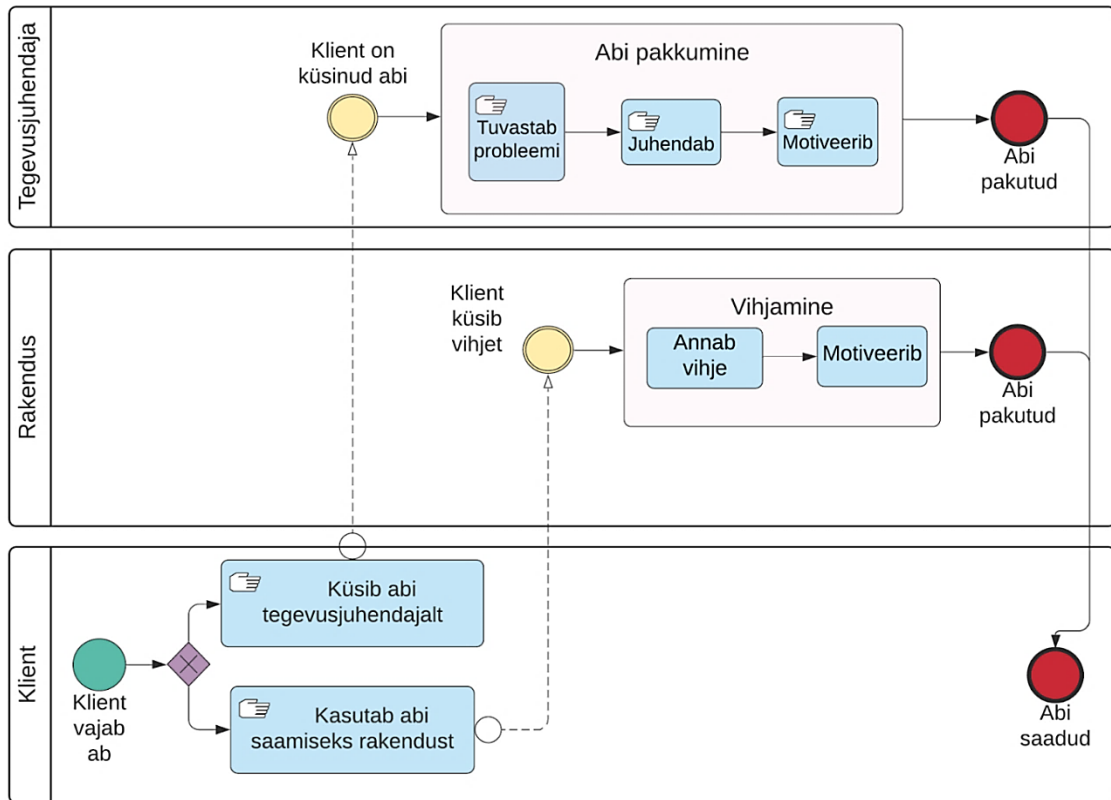 Tegevusjuhendaja
Klient on
küsinud abi
Abi pakkumine
Tuvastab
probleemi
Juhendab
Motiveerib
Abi
pakutud
Rakendus
Klient
küsib
vihjet
Vihjamine
Annab
vihje
Motiveerib
Abi
pakutud
Klient
Klient
vajab
ab
Küsib abi
tegevusjuhendajalt
Kasutab abi
saamiseks rakendust
Abi
saadud